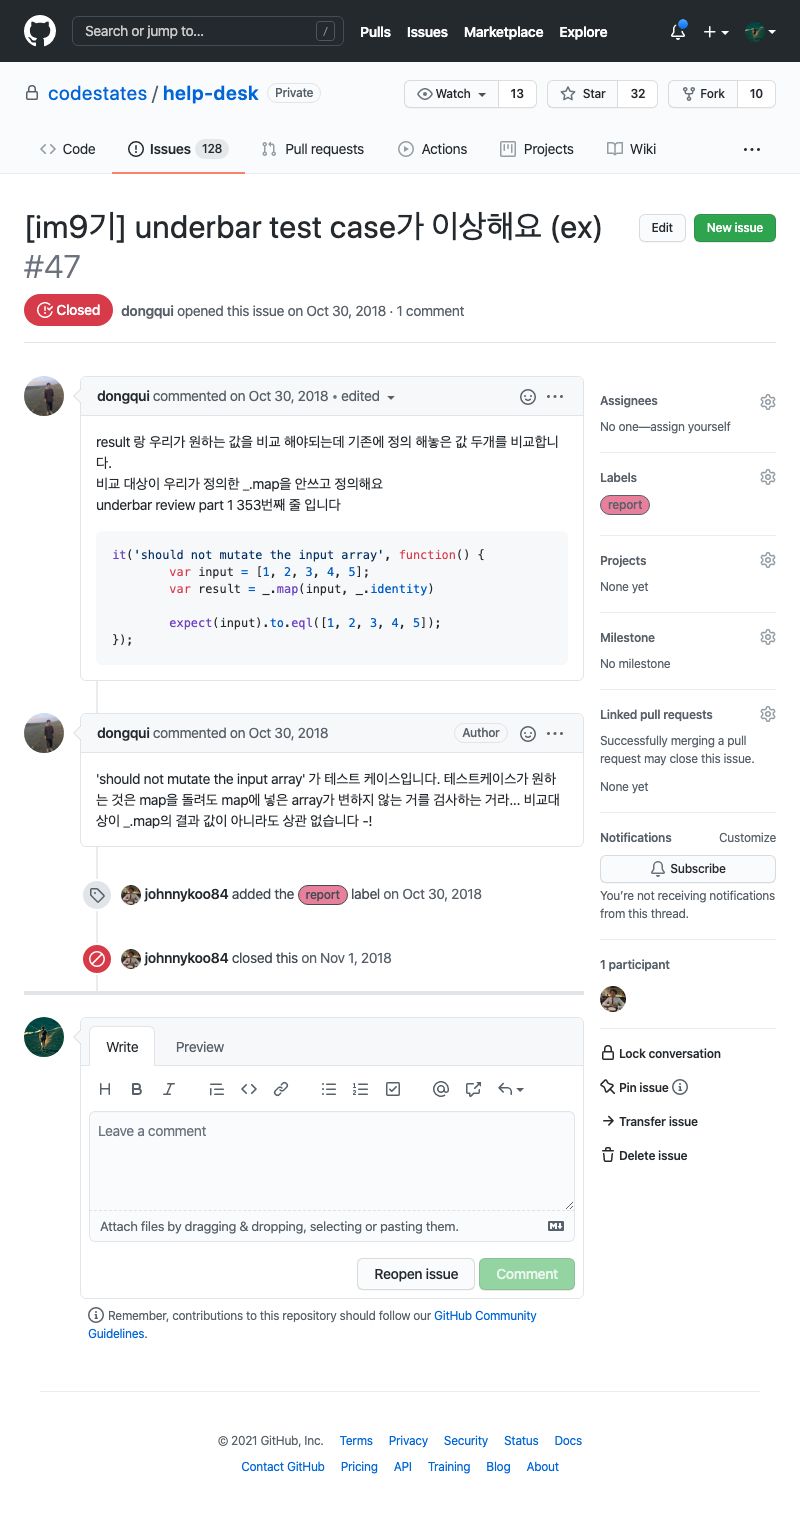 Search or jump to...
/
Pulls
Issues
Marketplace
Explore
codestates / help-desk
Private
Watch
13
Star
32
Fork
10
Code
Issues 128
Pull requests
Actions
Projects
Wiki
[im9기] underbar test case가 이상해요 (ex)
#47
Edit
New issue
Closed
dongqui opened this issue on Oct 30, 2018 · 1 comment
dongqui commented on Oct 30, 2018 • edited
result 랑 우리가 원하는 값을 비교 해야되는데 기존에 정의 해놓은 값 두개를 비교합니
다.
비교 대상이 우리가 정의한 _.map을 안쓰고 정의해요
underbar review part 1 353번째 줄 입니다
it('should not mutate the input array', function() {
var input = [1, 2, 3, 4, 5];
var result = _.map(input, _.identity)
expect(input).to.eql([1, 2, 3, 4, 5]);
});
dongqui commented on Oct 30, 2018
Author
'should not mutate the input array' 가 테스트 케이스입니다. 테스트케이스가 원하
는 것은 map을 돌려도 map에 넣은 array가 변하지 않는 거를 검사하는 거라... 비교대
상이 _.map의 결과 값이 아니라도 상관 없습니다 -!
johnnykoo84 added the report label on Oct 30, 2018
johnnykoo84 closed this on Nov 1, 2018
Write
Preview
H B I
Leave a comment
Attach files by dragging & dropping, selecting or pasting them.
Reopen issue
Comment
Remember, contributions to this repository should follow our GitHub Community
Guidelines.
Assignees
No one—assign yourself
Labels
report
Projects
None yet
Milestone
No milestone
Linked pull requests
Successfully merging a pull
request may close this issue.
None yet
Notifications
Customize
Subscribe
You're not receiving notifications
from this thread.
1 participant
Lock conversation
Pin issue
Transfer issue
Delete issue
© 2021 GitHub, Inc.
Terms
Privacy
Security
Status
Docs
Contact GitHub
Pricing
API
Training
Blog
About